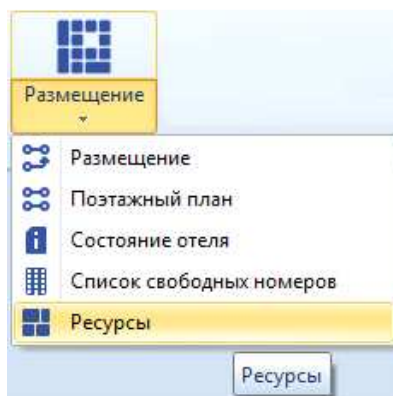 Размещение
Размещение
Поэтажный план
Состояние отеля
Список свободных номеров
Ресурсы
Ресурсы